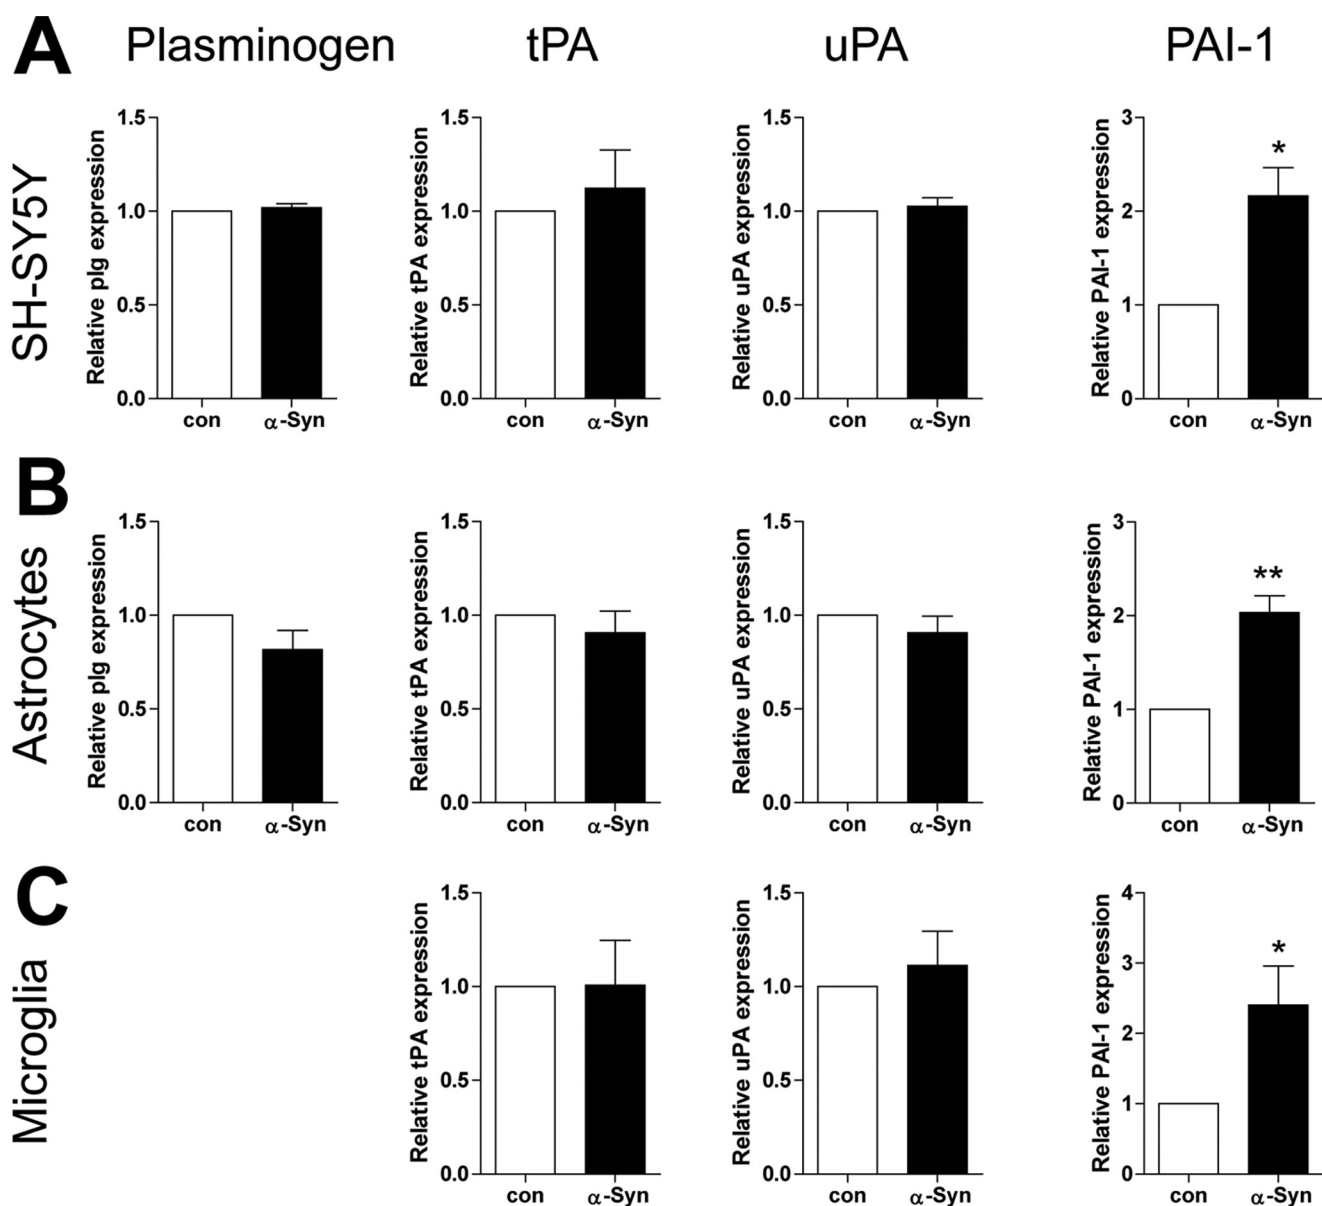 A
Plasminogen
tPA
uPA
PAI-1
SH-SY5Y
Relative plg expression
1.5
1.0
0.5
0.0
con
α-Syn
Relative tPA expression
1.5
1.0
0.5
0.0
con
α-Syn
Relative uPA expression
1.5
1.0
0.5
0.0
con
α-Syn
Relative PAI-1 expression
3
2
1
0
*
con
α-Syn
B
Astrocytes
Relative plg expression
1.5
1.0
0.5
0.0
con
α-Syn
Relative tPA expression
1.5
1.0
0.5
0.0
con
α-Syn
Relative uPA expression
1.5
1.0
0.5
0.0
con
α-Syn
Relative PAI-1 expression
3
2
1
0
**
con
α-Syn
C
Microglia
Relative tPA expression
1.5
1.0
0.5
0.0
con
α-Syn
Relative uPA expression
1.5
1.0
0.5
0.0
con
α-Syn
Relative PAI-1 expression
4
3
2
1
0
*
con
α-Syn